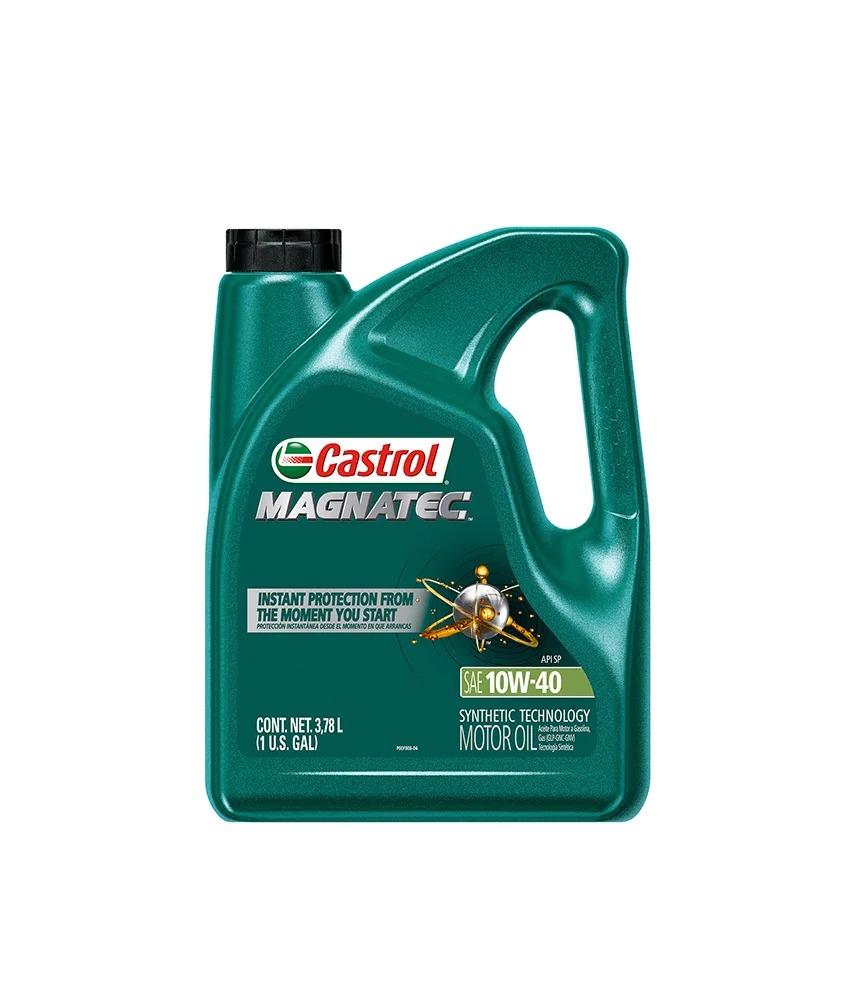 Castrol
MAGNATEC
INSTANT PROTECTION FROM
THE MOMENT YOU START
PROTECCIÓN INSTANTÁNEA DESDE EL MOMENTO EN QUE ARRANCAS
API SP
SAE 10W-40
SYNTHETIC TECHNOLOGY
MOTOR OIL
Aceite Para Motor a Gasolina,
Gas (GLP-GNC-GNV)
Tecnología Sintética
CONT. NET. 3,78 L
(1 U.S. GAL)